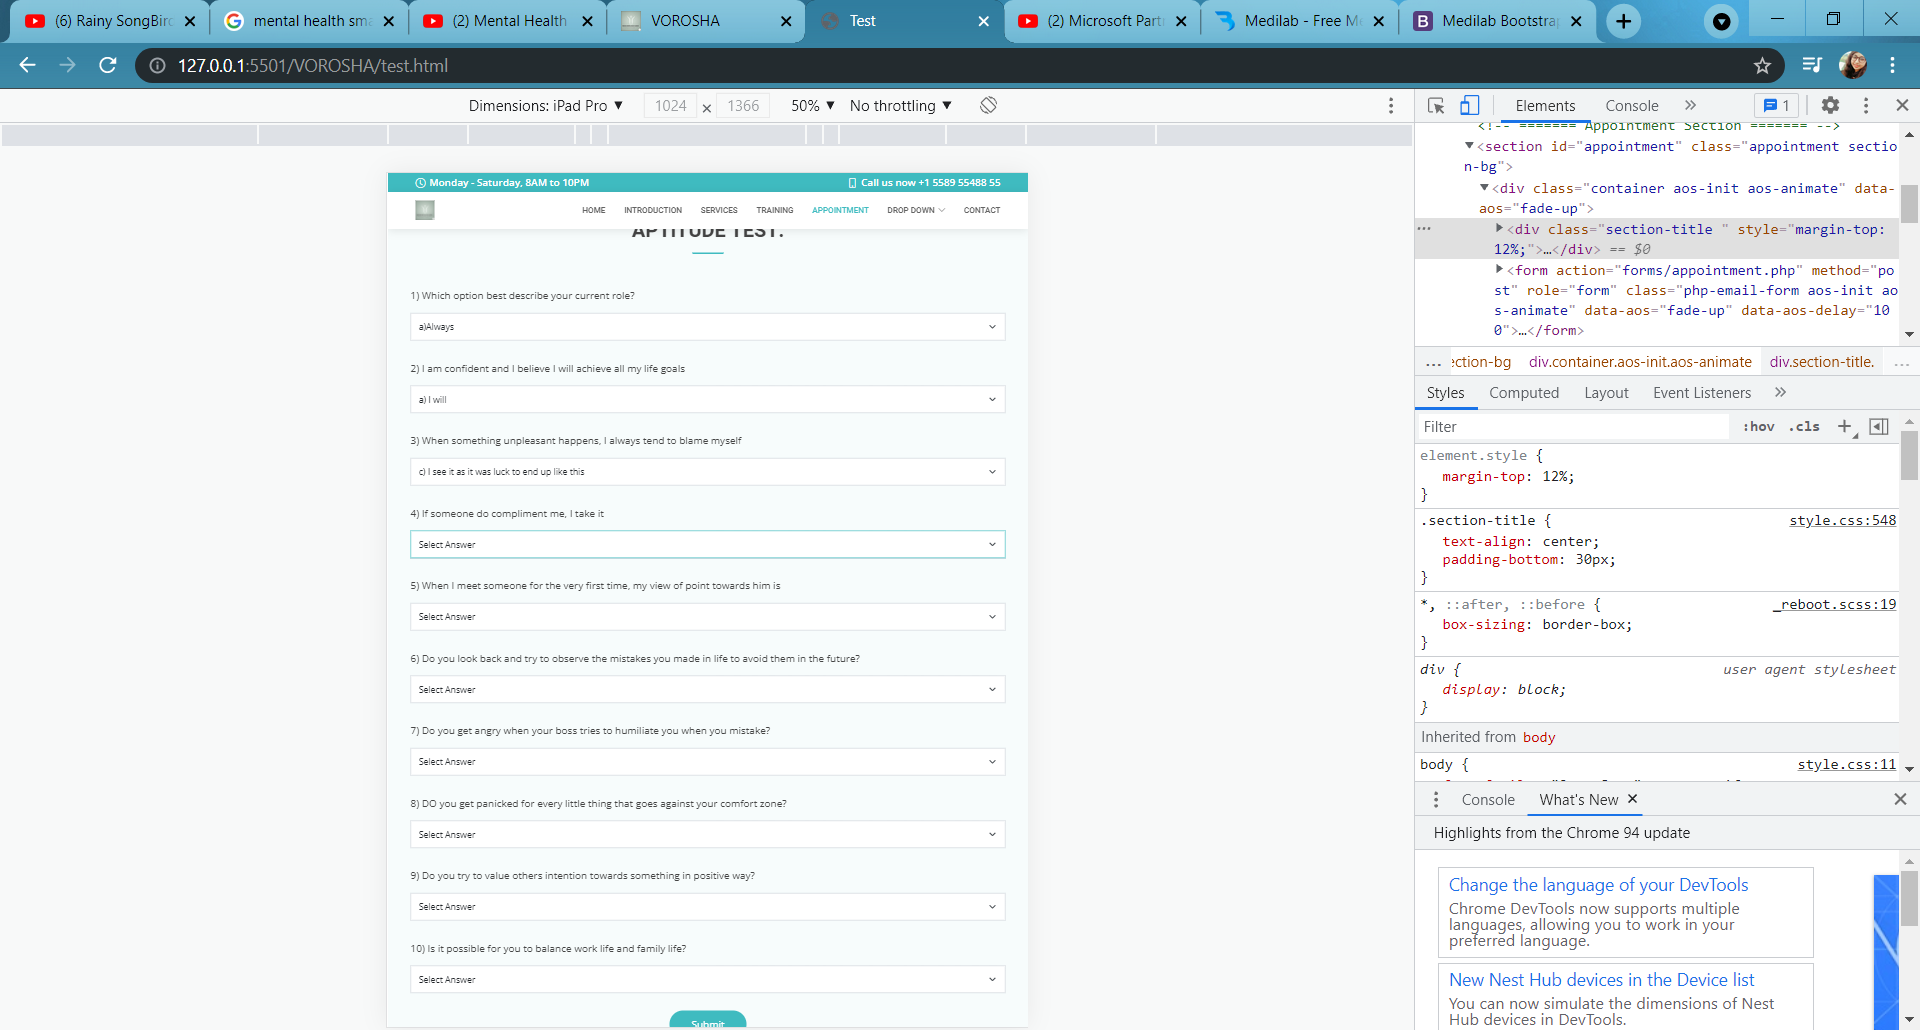 (6) Rainy SongBird
mental health sma
(2) Mental Health
VOROSHA
Test
(2) Microsoft Part
Medilab - Free Me
Medilab Bootstrap
127.0.0.1:5501/VOROSHA/test.html
Dimensions: iPad Pro ▼ 1024 × 1366 50% ▼ No throttling ▼
Elements Console » 1
Monday - Saturday, 8AM to 10PM
Call us now +1 5589 55488 55
HOME INTRODUCTION SERVICES TRAINING APPOINTMENT DROP DOWN CONTACT
APTITUDE TEST.
1) Which option best describe your current role?
a)Always
2) I am confident and I believe I will achieve all my life goals
a) I will
3) When something unpleasant happens, I always tend to blame myself
c) I see it as it was luck to end up like this
4) If someone do compliment me, I take it
Select Answer
5) When I meet someone for the very first time, my view of point towards him is
Select Answer
6) Do you look back and try to observe the mistakes you made in life to avoid them in the future?
Select Answer
7) Do you get angry when your boss tries to humiliate you when you mistake?
Select Answer
8) DO you get panicked for every little thing that goes against your comfort zone?
Select Answer
9) Do you try to value others intention towards something in positive way?
Select Answer
10) Is it possible for you to balance work life and family life?
Select Answer
Submit
<!-- ======= Appointment Section ======= -->
▼<section id="appointment" class="appointment sectio
n-bg">
▼<div class="container aos-init aos-animate" data-
aos="fade-up">
… ▶<div class="section-title " style="margin-top:
12%;">…</div> == $0
▶<form action="forms/appointment.php" method="po
st" role="form" class="php-email-form aos-init ao
s-animate" data-aos="fade-up" data-aos-delay="10
0">…</form>
… ection-bg div.container.aos-init.aos-animate div.section-title. …
Styles Computed Layout Event Listeners »
Filter :hov .cls +
element.style {
margin-top: 12%;
}
.section-title { style.css:548
text-align: center;
padding-bottom: 30px;
}
*, ::after, ::before { _reboot.scss:19
box-sizing: border-box;
}
div { user agent stylesheet
display: block;
}
Inherited from body
body { style.css:11
Console What's New ×
Highlights from the Chrome 94 update
Change the language of your DevTools
Chrome DevTools now supports multiple
languages, allowing you to work in your
preferred language.
New Nest Hub devices in the Device list
You can now simulate the dimensions of Nest
Hub devices in DevTools.